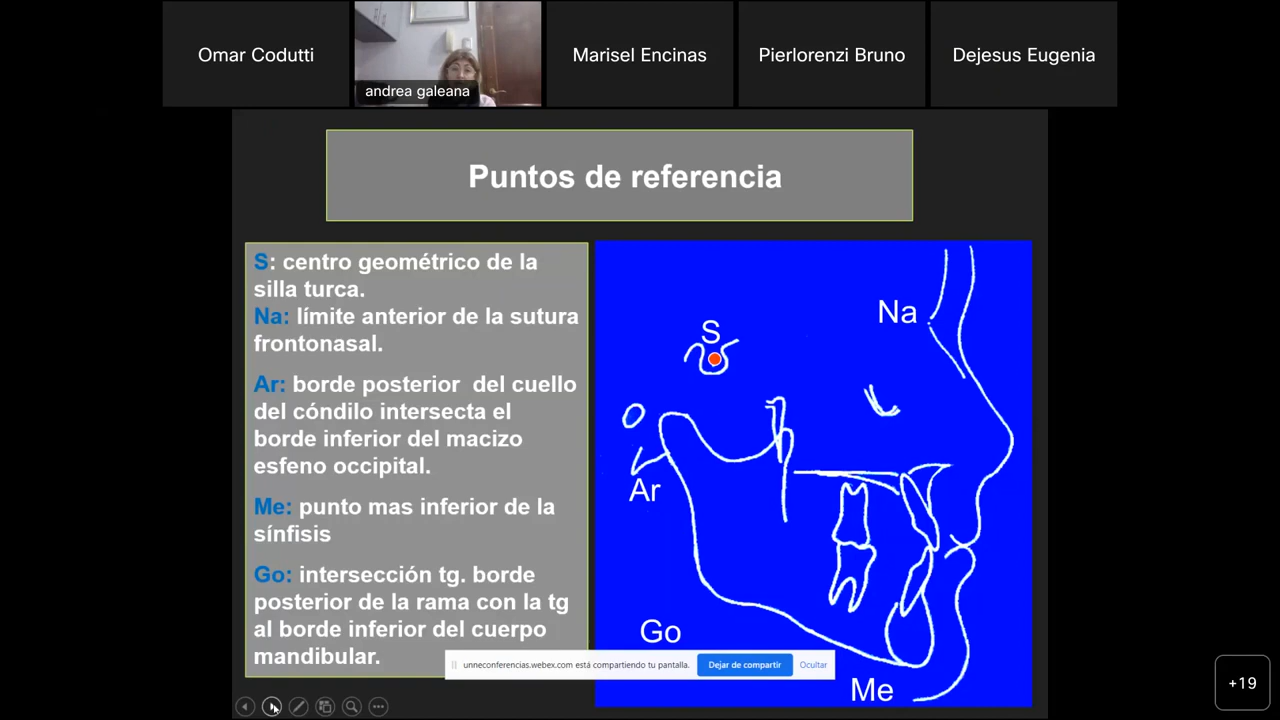 Omar Codutti
andrea galeana
Marisel Encinas
Pierlorenzi Bruno
Dejesus Eugenia
Puntos de referencia
S: centro geométrico de la
silla turca.
Na: límite anterior de la sutura
frontonasal.
Ar: borde posterior  del cuello
del cóndilo intersecta el
borde inferior del macizo
esfeno occipital.
Me: punto mas inferior de la
sínfisis
Go: intersección tg. borde
posterior de la rama con la tg
al borde inferior del cuerpo
mandibular.
S
Na
Ar
Go
Me
unneconferencias.webex.com está compartiendo tu pantalla.
Dejar de compartir
Ocultar
+19